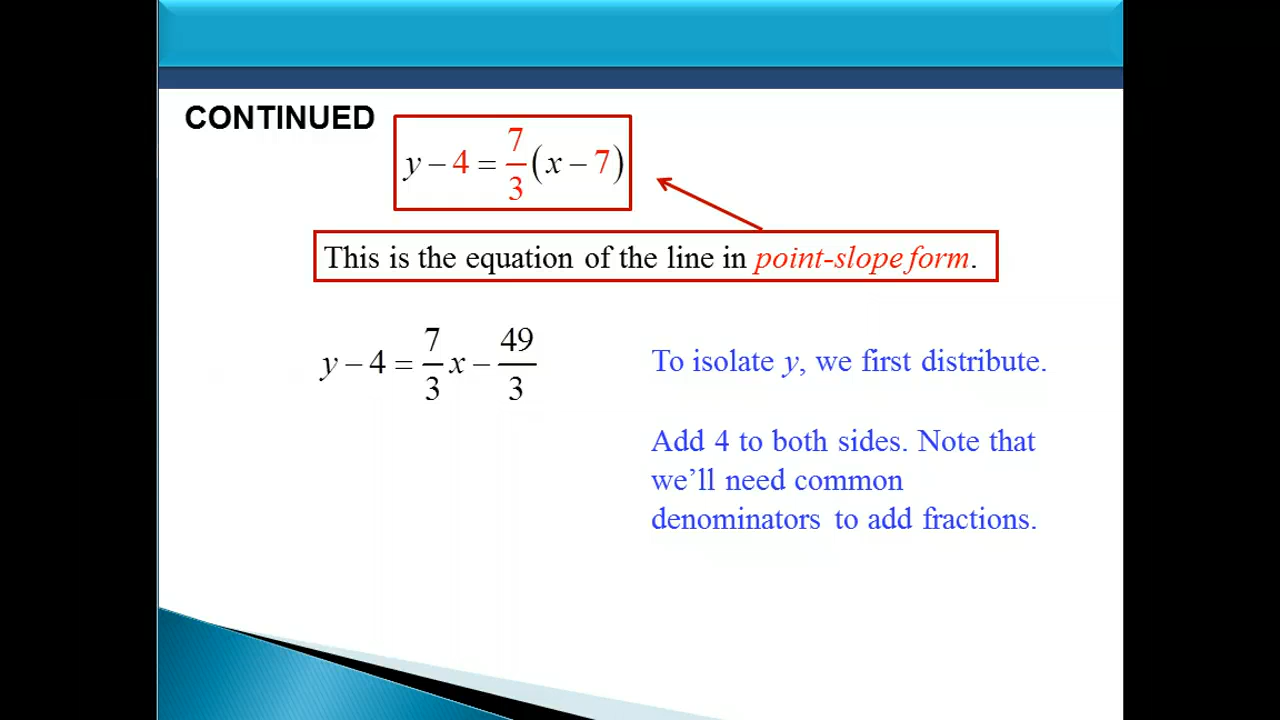 CONTINUED
y − 4 = 7/3 (x − 7)
This is the equation of the line in point-slope form.
y − 4 = 7/3 x − 49/3
To isolate y, we first distribute.
Add 4 to both sides. Note that
we’ll need common
denominators to add fractions.